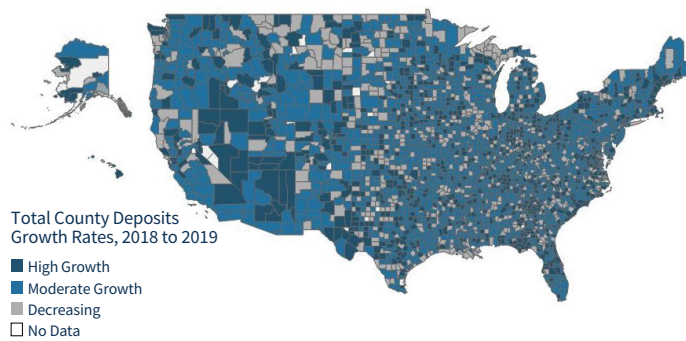 Total County Deposits
Growth Rates, 2018 to 2019
High Growth
Moderate Growth
Decreasing
No Data